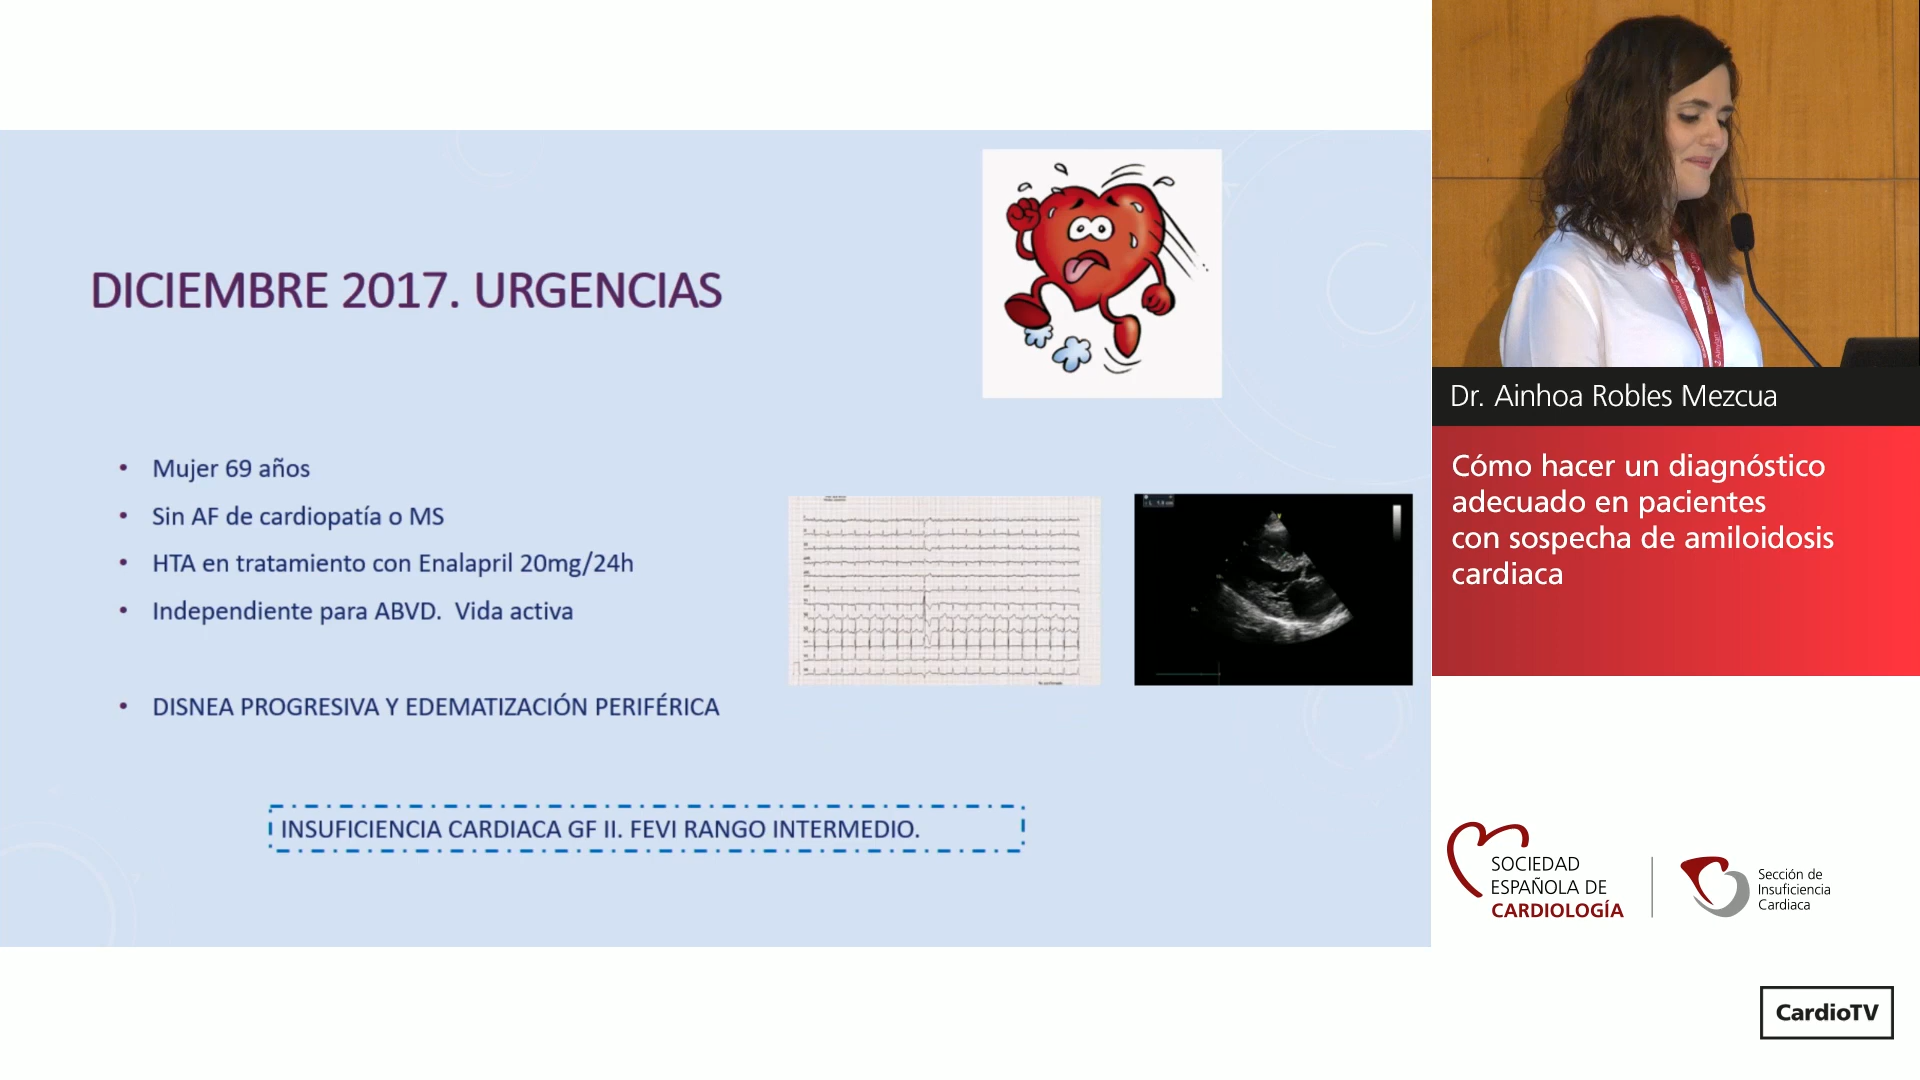 DICIEMBRE 2017. URGENCIAS
• Mujer 69 años
• Sin AF de cardiopatía o MS
• HTA en tratamiento con Enalapril 20mg/24h
• Independiente para ABVD. Vida activa
• DISNEA PROGRESIVA Y EDEMATIZACIÓN PERIFÉRICA
INSUFICIENCIA CARDIACA GF II. FEVI RANGO INTERMEDIO.
Dr. Ainhoa Robles Mezcua
Cómo hacer un diagnóstico
adecuado en pacientes
con sospecha de amiloidosis
cardiaca
SOCIEDAD
ESPAÑOLA DE
CARDIOLOGÍA
Sección de
Insuficiencia
Cardiaca
CardioTV